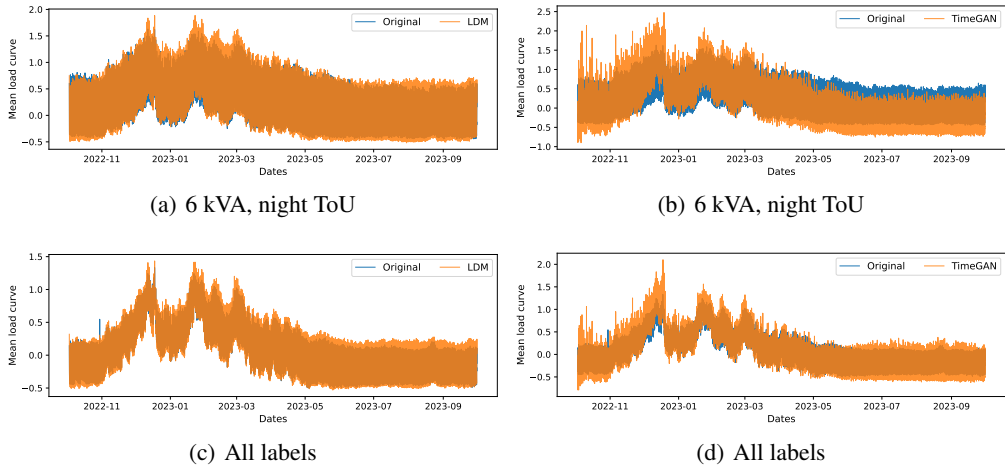 Original LDM
Mean load curve
2.0
1.5
1.0
0.5
0.0
−0.5
2022-11 2023-01 2023-03 2023-05 2023-07 2023-09
Dates
(a) 6 kVA, night ToU
Original TimeGAN
Mean load curve
2.5
2.0
1.5
1.0
0.5
0.0
−0.5
−1.0
2022-11 2023-01 2023-03 2023-05 2023-07 2023-09
Dates
(b) 6 kVA, night ToU
Original LDM
Mean load curve
1.5
1.0
0.5
0.0
−0.5
2022-11 2023-01 2023-03 2023-05 2023-07 2023-09
Dates
(c) All labels
Original TimeGAN
Mean load curve
2.0
1.5
1.0
0.5
0.0
−0.5
2022-11 2023-01 2023-03 2023-05 2023-07 2023-09
Dates
(d) All labels